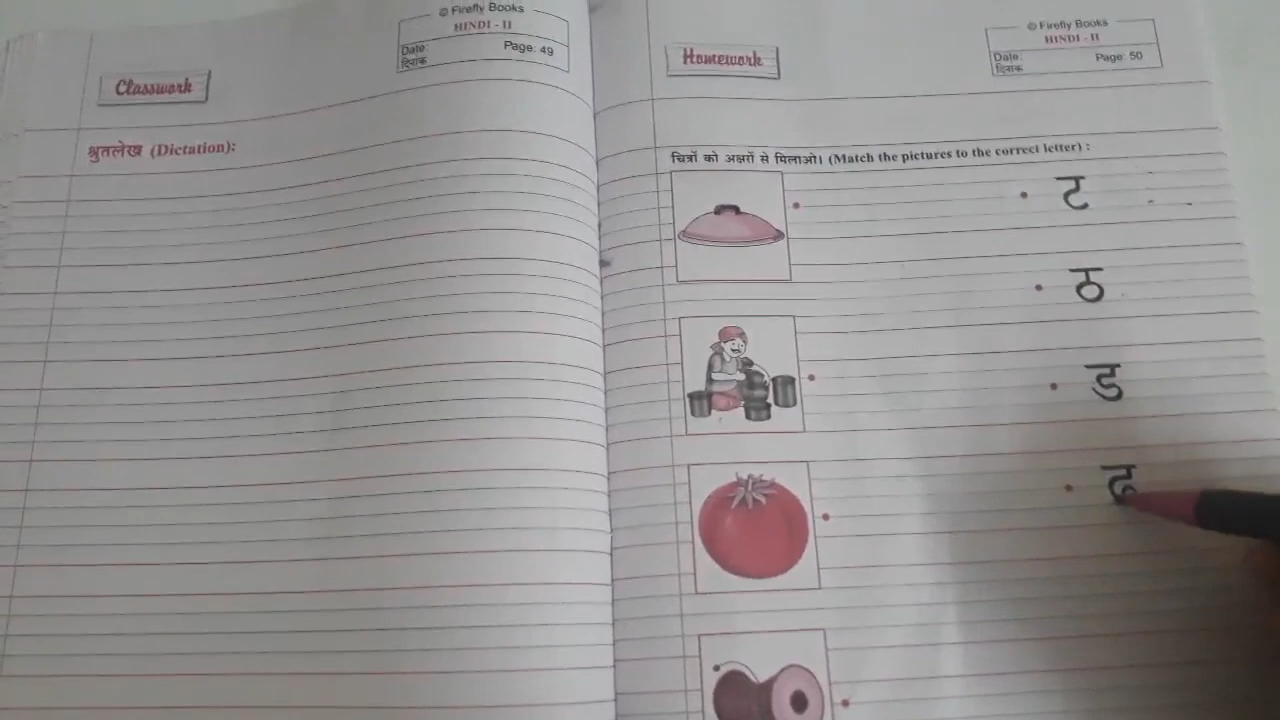 © Firefly Books
HINDI - II
Date:
दिनांक
Page: 49
Classwork
श्रुतलेख (Dictation):
© Firefly Books
HINDI - II
Date:
दिनांक
Page: 50
Homework
चित्रों को अक्षरों से मिलाओ। (Match the pictures to the correct letter) :
ट
ठ
ड
ढ